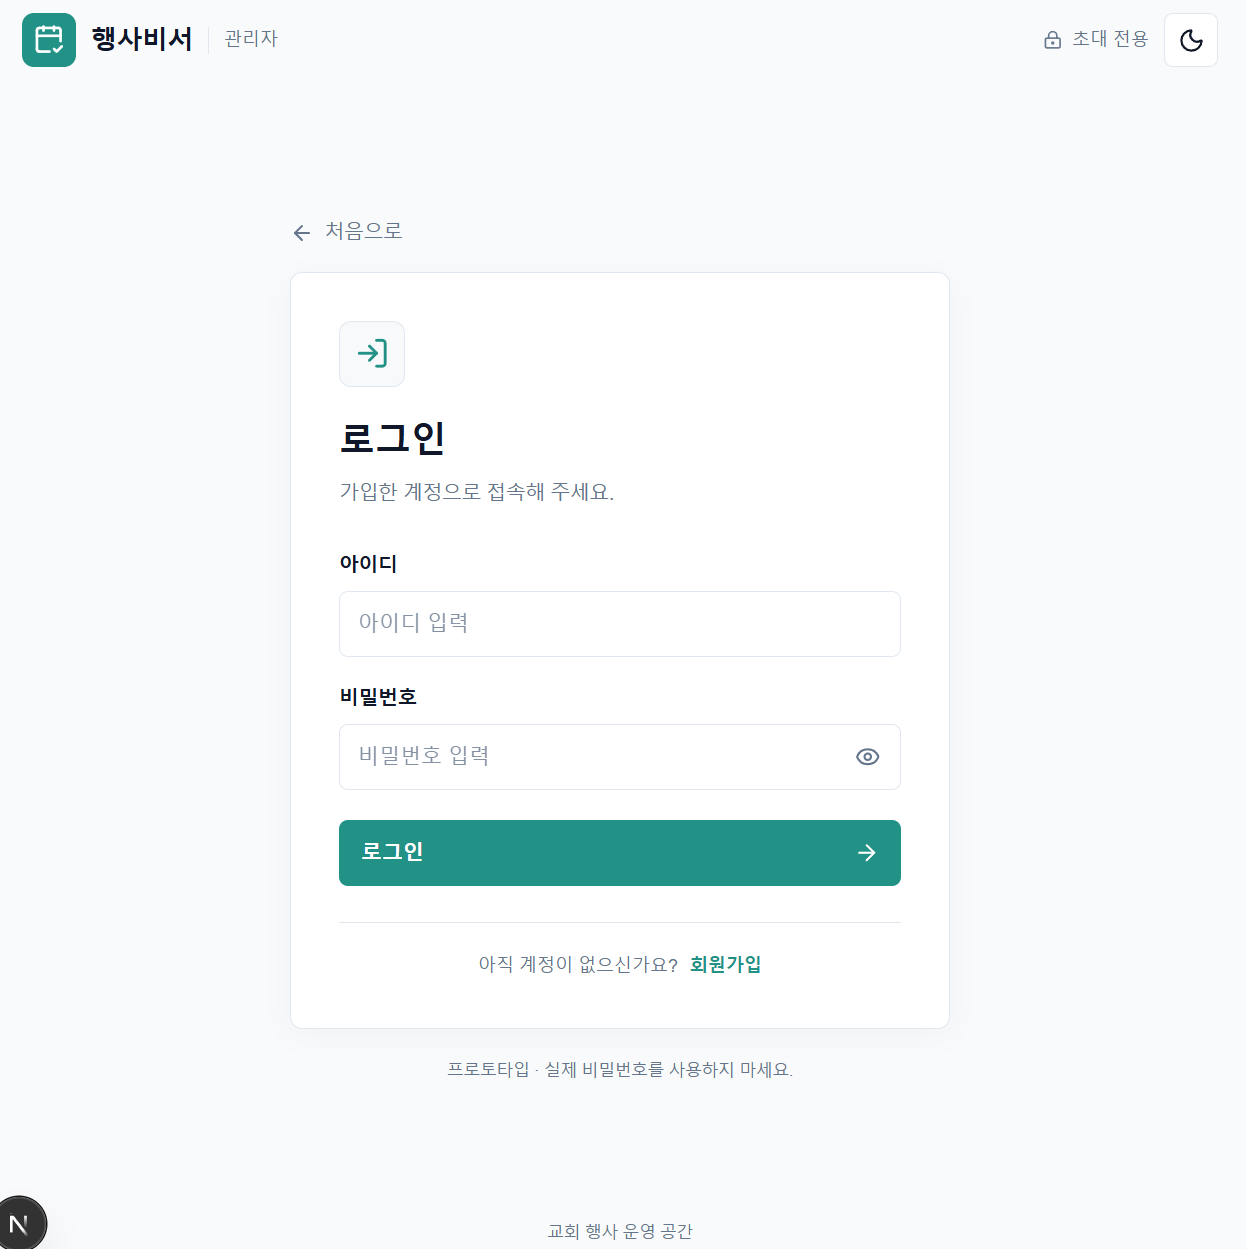 행사비서
관리자
초대 전용
처음으로
로그인
가입한 계정으로 접속해 주세요.
아이디
아이디 입력
비밀번호
비밀번호 입력
로그인
아직 계정이 없으신가요? 회원가입
프로토타입 · 실제 비밀번호를 사용하지 마세요.
N
교회 행사 운영 공간